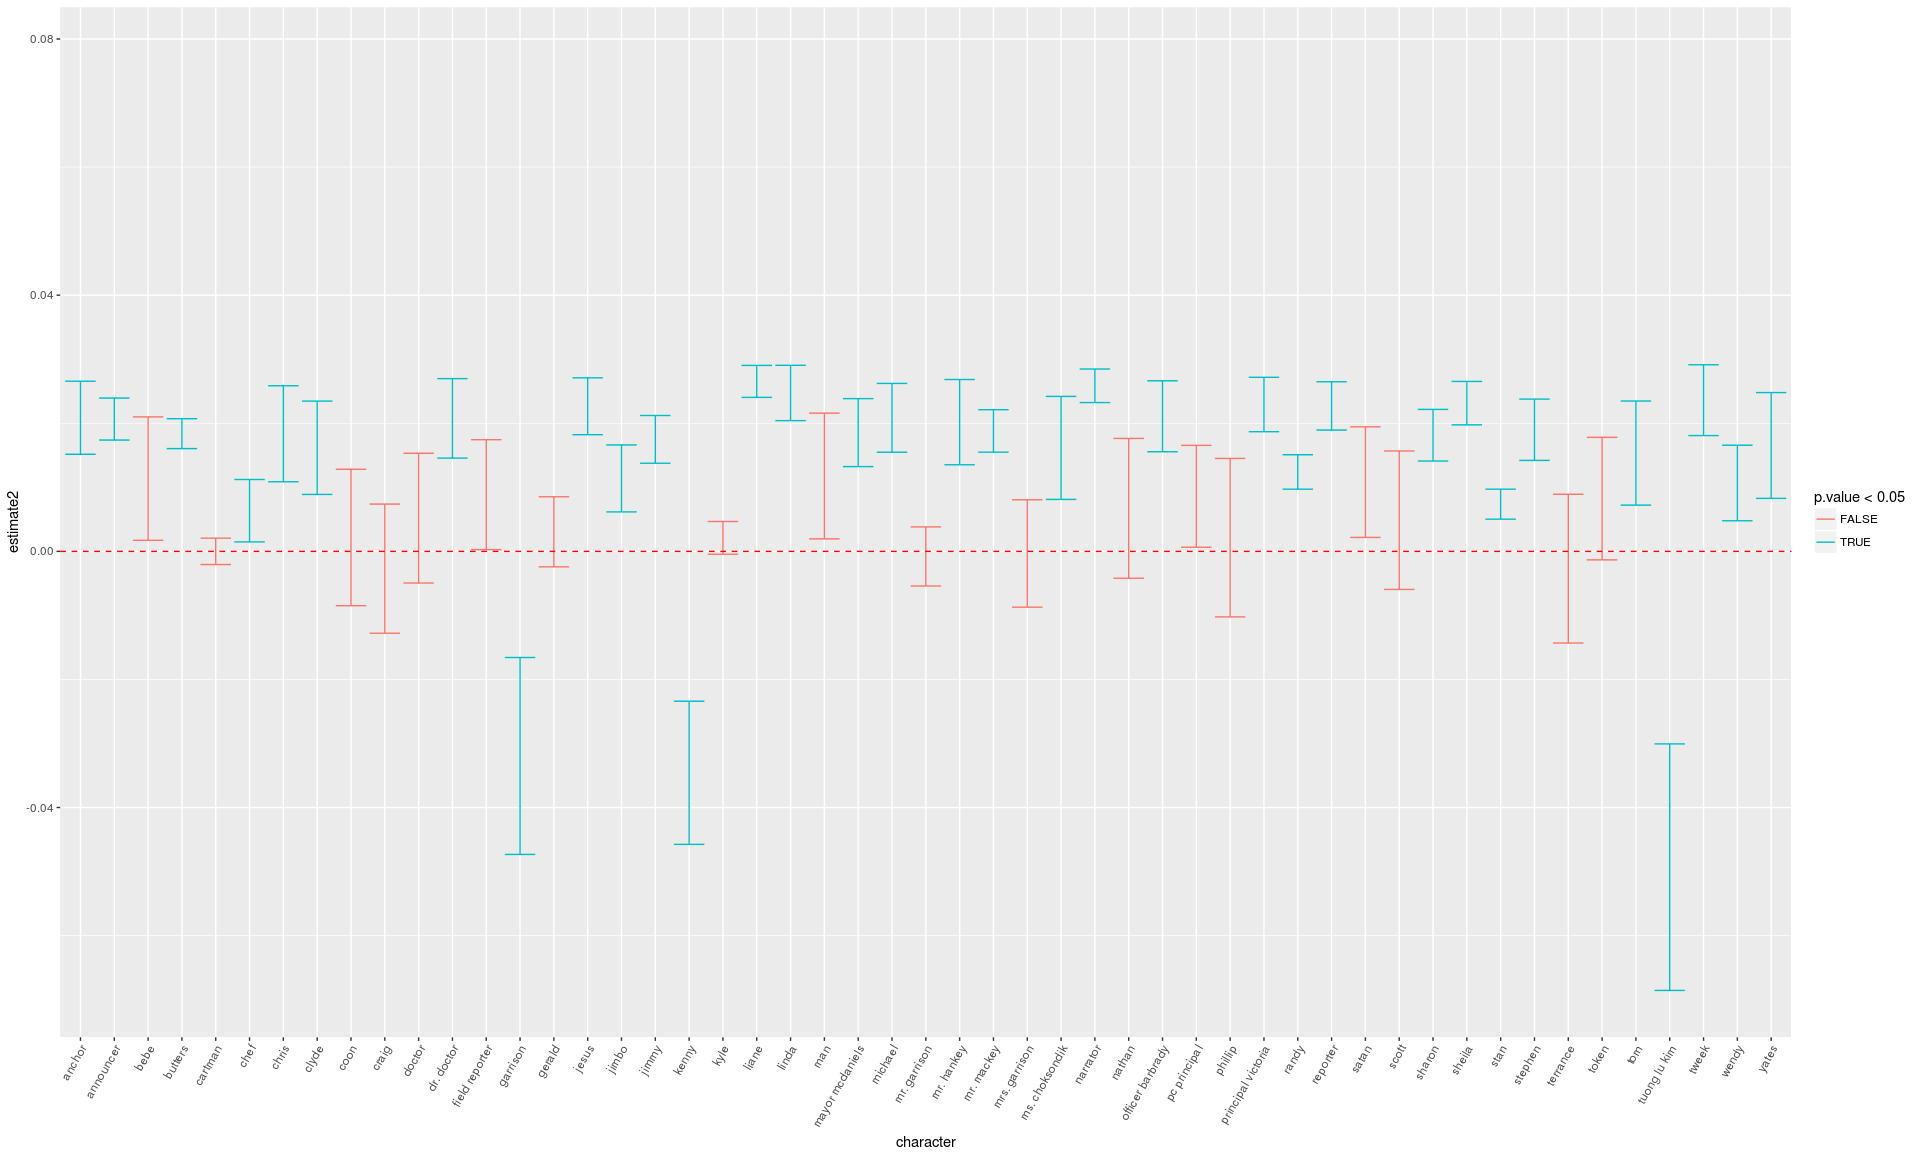 0.08
0.04
0.00
-0.04
estimate2
anchor
announcer
bebe
butters
cartman
chef
chris
clyde
coon
craig
doctor
dr. doctor
field reporter
garrison
gerald
jesus
jimbo
jimmy
kenny
kyle
liane
linda
man
mayor mcdaniels
michael
mr. garrison
mr. hankey
mr. mackey
mrs. garrison
ms. choksondik
narrator
nathan
officer barbrady
pc principal
phillip
principal victoria
randy
reporter
satan
scott
sharon
sheila
stan
stephen
terrance
token
tom
tuong lu kim
tweek
wendy
yates
character
p.value < 0.05
FALSE
TRUE